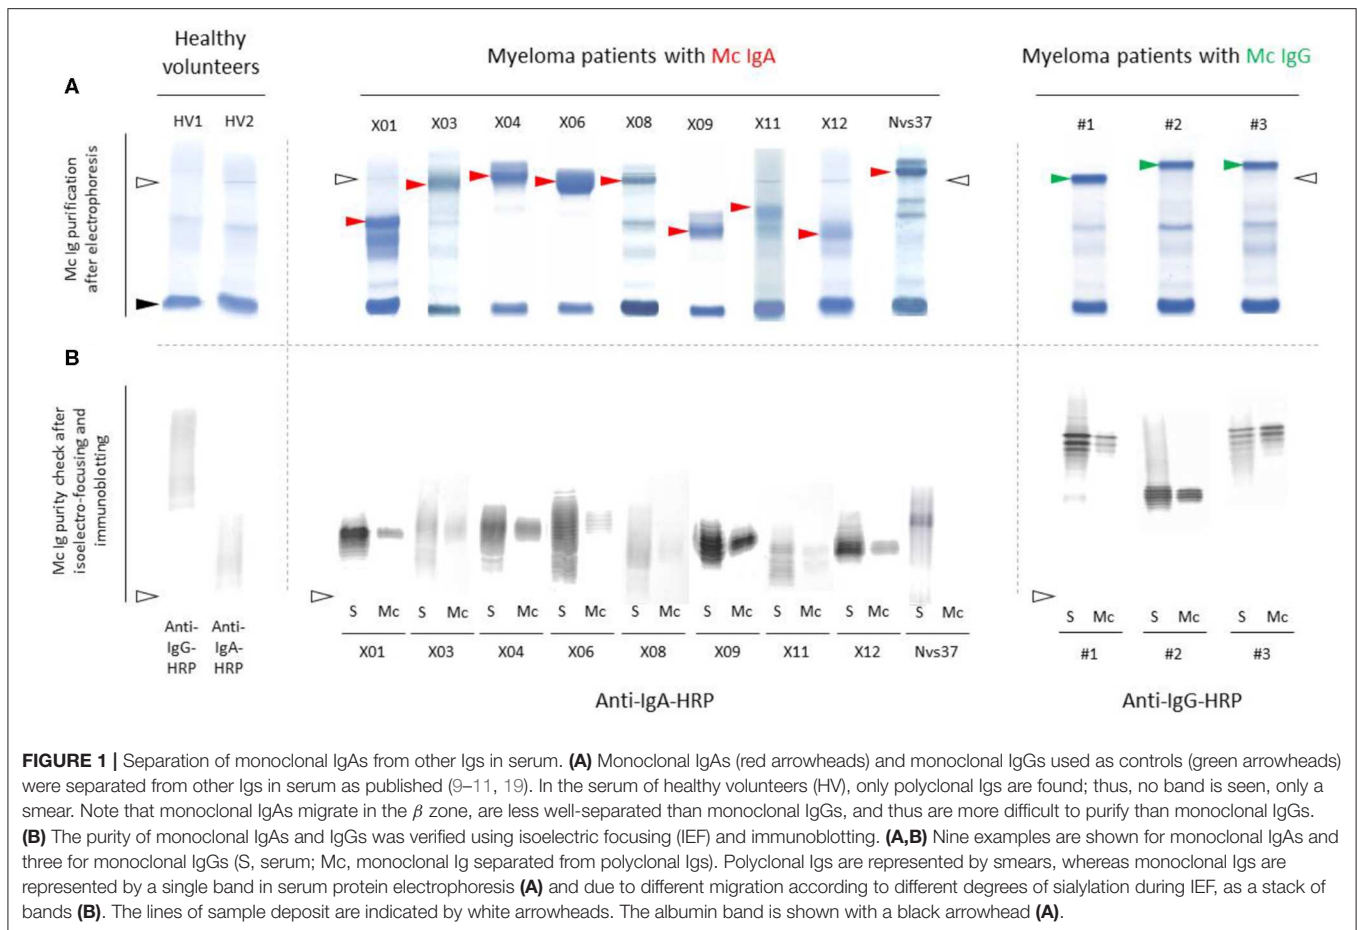 Healthy
volunteers
Myeloma patients with Mc IgA
Myeloma patients with Mc IgG
A
HV1 HV2 X01 X03 X04 X06 X08 X09 X11 X12 Nvs37 #1 #2 #3
Mc Ig purification
after electrophoresis
B
Mc Ig purity check after
isoelectro-focusing and
immunoblotting
S Mc S Mc S Mc S Mc S Mc S Mc S Mc S Mc S Mc S Mc S Mc S Mc
Anti-
IgG-
HRP
Anti-
IgA-
HRP
X01 X03 X04 X06 X08 X09 X11 X12 Nvs37 #1 #2 #3
Anti-IgA-HRP
Anti-IgG-HRP
FIGURE 1 | Separation of monoclonal IgAs from other Igs in serum. (A) Monoclonal IgAs (red arrowheads) and monoclonal IgGs used as controls (green arrowheads)
were separated from other Igs in serum as published (9–11, 19). In the serum of healthy volunteers (HV), only polyclonal Igs are found; thus, no band is seen, only a
smear. Note that monoclonal IgAs migrate in the β zone, are less well-separated than monoclonal IgGs, and thus are more difficult to purify than monoclonal IgGs.
(B) The purity of monoclonal IgAs and IgGs was verified using isoelectric focusing (IEF) and immunoblotting. (A,B) Nine examples are shown for monoclonal IgAs and
three for monoclonal IgGs (S, serum; Mc, monoclonal Ig separated from polyclonal Igs). Polyclonal Igs are represented by smears, whereas monoclonal Igs are
represented by a single band in serum protein electrophoresis (A) and due to different migration according to different degrees of sialylation during IEF, as a stack of
bands (B). The lines of sample deposit are indicated by white arrowheads. The albumin band is shown with a black arrowhead (A).